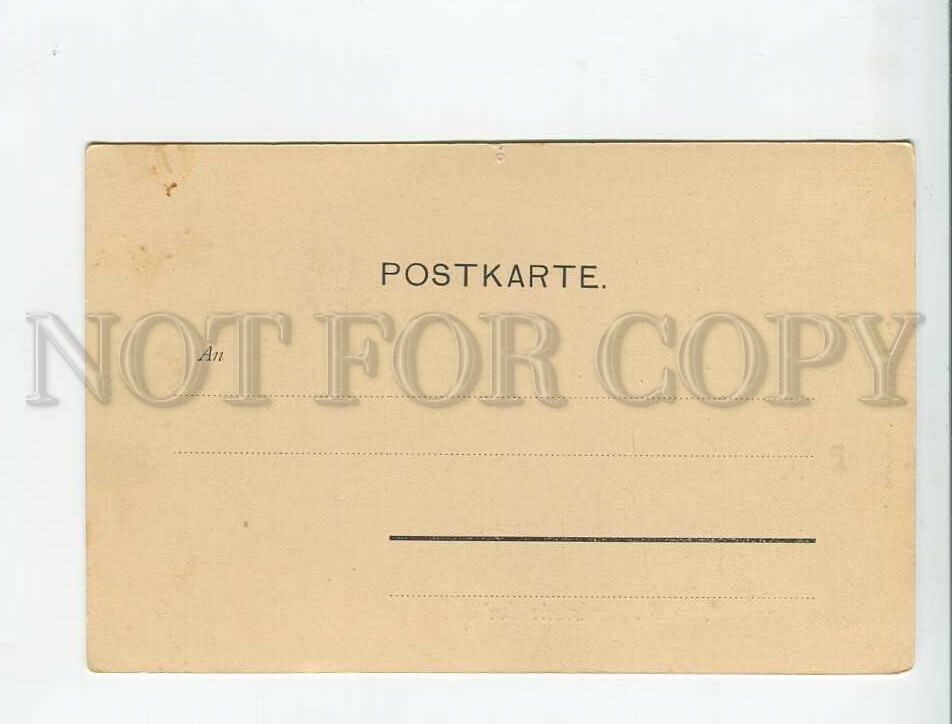 POSTKARTE.
NOT FOR COPY
An